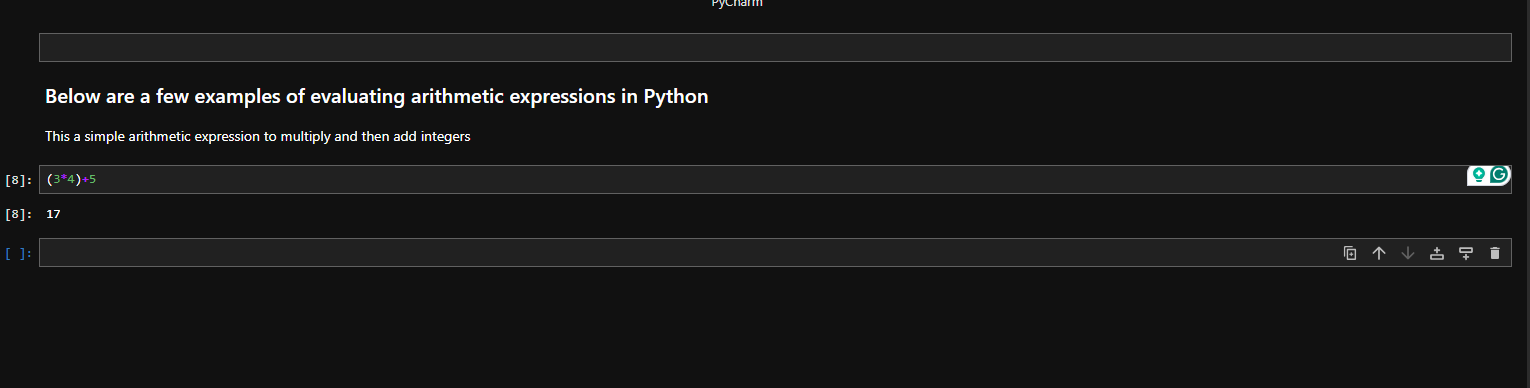 PyCharm
Below are a few examples of evaluating arithmetic expressions in Python
This a simple arithmetic expression to multiply and then add integers
[8]: (3*4)+5
[8]: 17
[ ]: